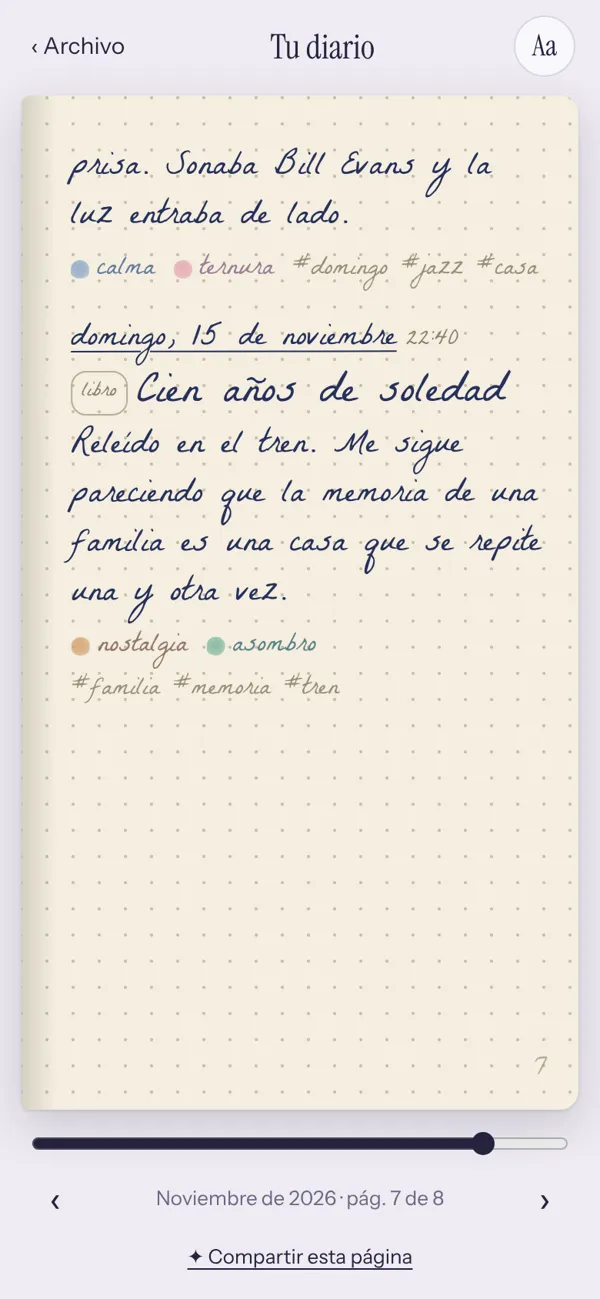 ‹ Archivo
Tu diario
Aa
prisa. Sonaba Bill Evans y la
luz entraba de lado.
calma ternura #domingo #jazz #casa
domingo, 15 de noviembre 22:40
libro Cien años de soledad
Releído en el tren. Me sigue
pareciendo que la memoria de una
familia es una casa que se repite
una y otra vez.
nostalgia asombro
#familia #memoria #tren
7
‹ Noviembre de 2026 · pág. 7 de 8 ›
✦ Compartir esta página